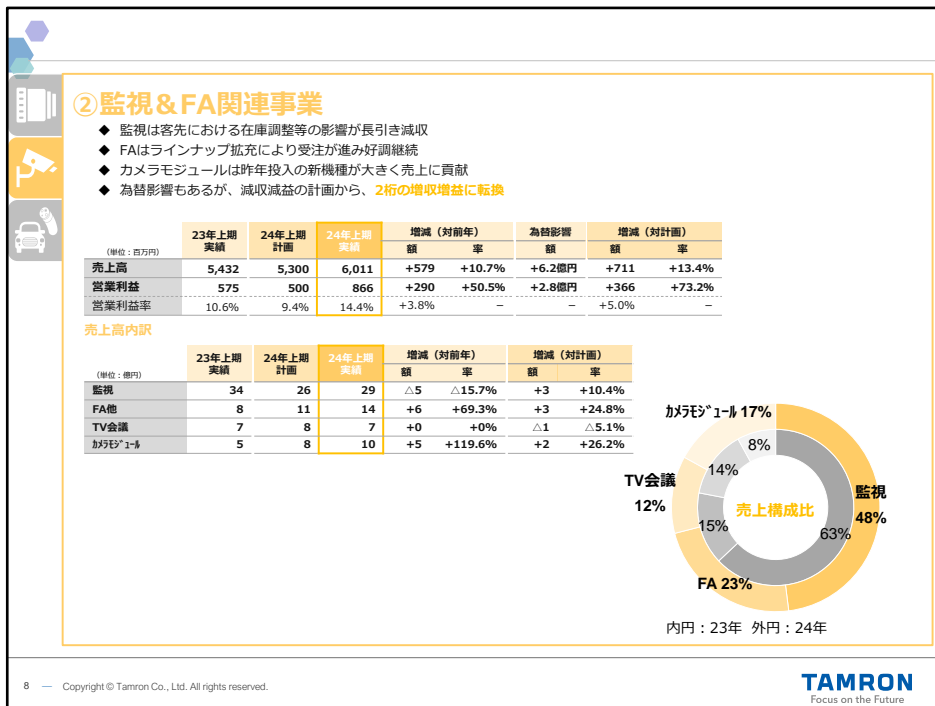 ②監視＆FA関連事業
◆ 監視は客先における在庫調整等の影響が長引き減収
◆ FAはラインナップ拡充により受注が進み好調継続
◆ カメラモジュールは昨年投入の新機種が大きく売上に貢献
◆ 為替影響もあるが、減収減益の計画から、2桁の増収増益に転換
（単位：百万円） 23年上期実績 24年上期計画 24年上期実績 増減（対前年） 為替影響 増減（対計画）
額 率 額 額 率
売上高 5,432 5,300 6,011 +579 +10.7% +6.2億円 +711 +13.4%
営業利益 575 500 866 +290 +50.5% +2.8億円 +366 +73.2%
営業利益率 10.6% 9.4% 14.4% +3.8% － － +5.0% －
売上高内訳
（単位：億円） 23年上期実績 24年上期計画 24年上期実績 増減（対前年） 増減（対計画）
額 率 額 率
監視 34 26 29 △5 △15.7% +3 +10.4%
FA他 8 11 14 +6 +69.3% +3 +24.8%
TV会議 7 8 7 +0 +0% △1 △5.1%
ｶﾒﾗﾓｼﾞｭｰﾙ 5 8 10 +5 +119.6% +2 +26.2%
ｶﾒﾗﾓｼﾞｭｰﾙ 17%
8%
14%
TV会議
12%
売上構成比
監視
48%
15%
63%
FA 23%
内円：23年 外円：24年
8 — Copyright © Tamron Co., Ltd. All rights reserved.
TAMRON
Focus on the Future